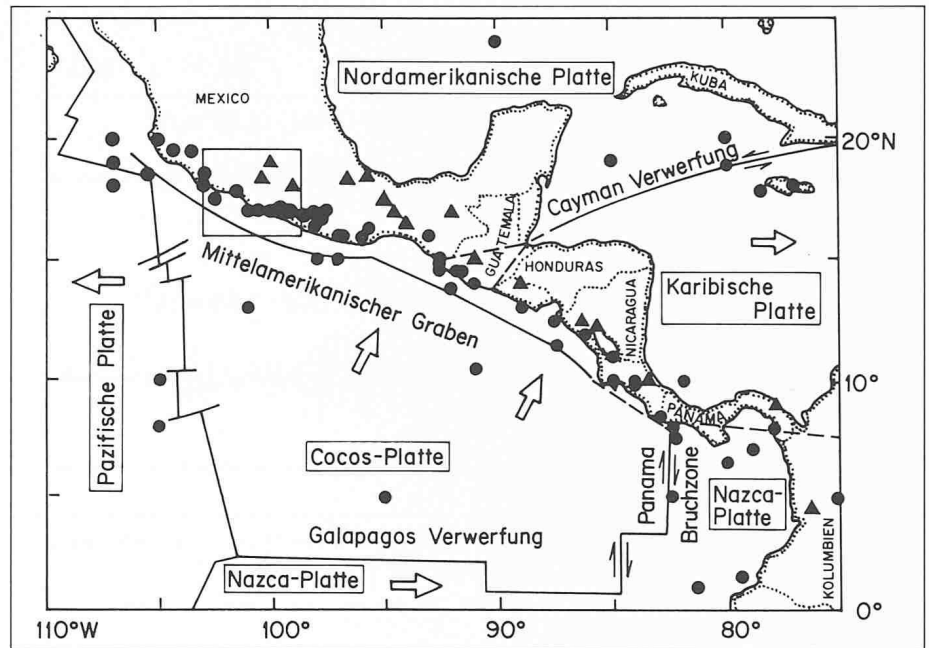 Nordamerikanische Platte
MEXICO
KUBA
20°N
Cayman Verwerfung
GUATEMALA
HONDURAS
Mittelamerikanischer Graben
NICARAGUA
Karibische
Platte
Pazifische Platte
10°
PANAMA
Cocos-Platte
Panama
Bruchzone
Nazca-
Platte
Galapagos Verwerfung
KOLUMBIEN
Nazca-Platte
0°
110°W
100°
90°
80°